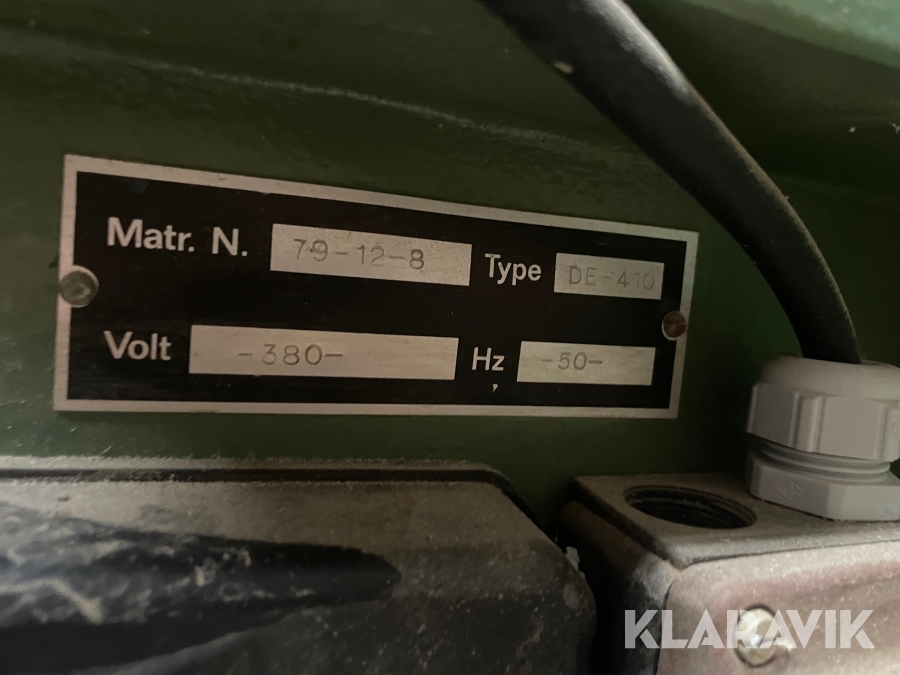 Matr. N. 79-12-8 Type DE-410
Volt -380- Hz -50-
KLARAVIK